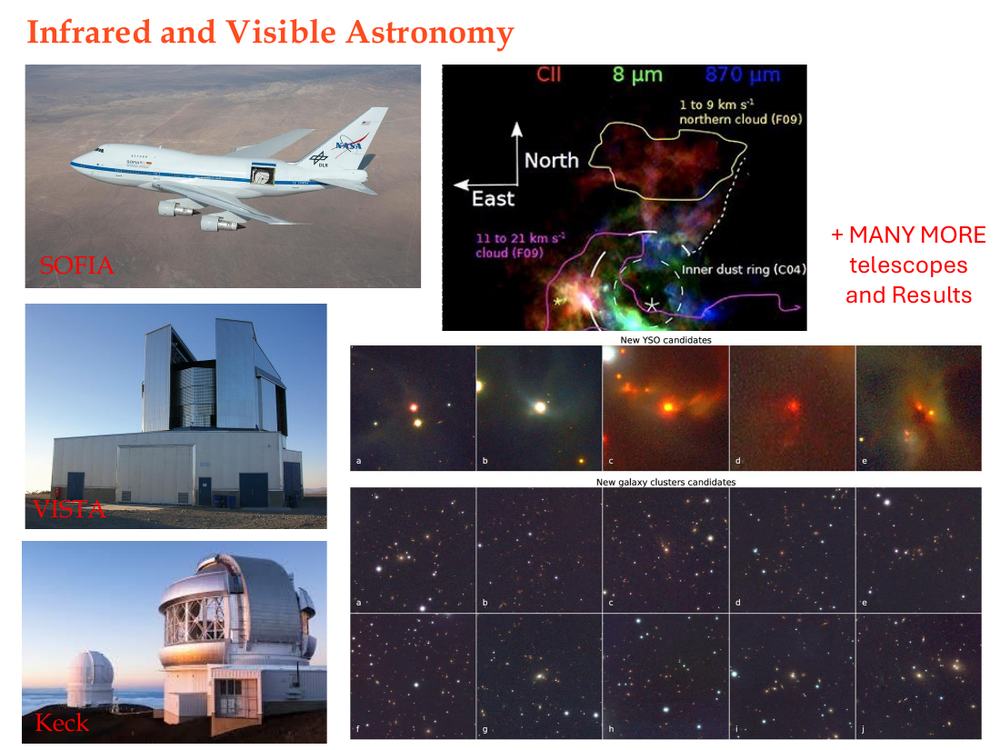 Infrared and Visible Astronomy
NASA
DLR
SOFIA
SOFIA
CII 8 μm 870 μm
1 to 9 km s⁻¹
northern cloud (F09)
North
East
11 to 21 km s⁻¹
cloud (F09)
Inner dust ring (C04)
+ MANY MORE
telescopes
and Results
VISTA
Keck
New YSO candidates
a b c d e
New galaxy clusters candidates
a b c d e
f g h i j